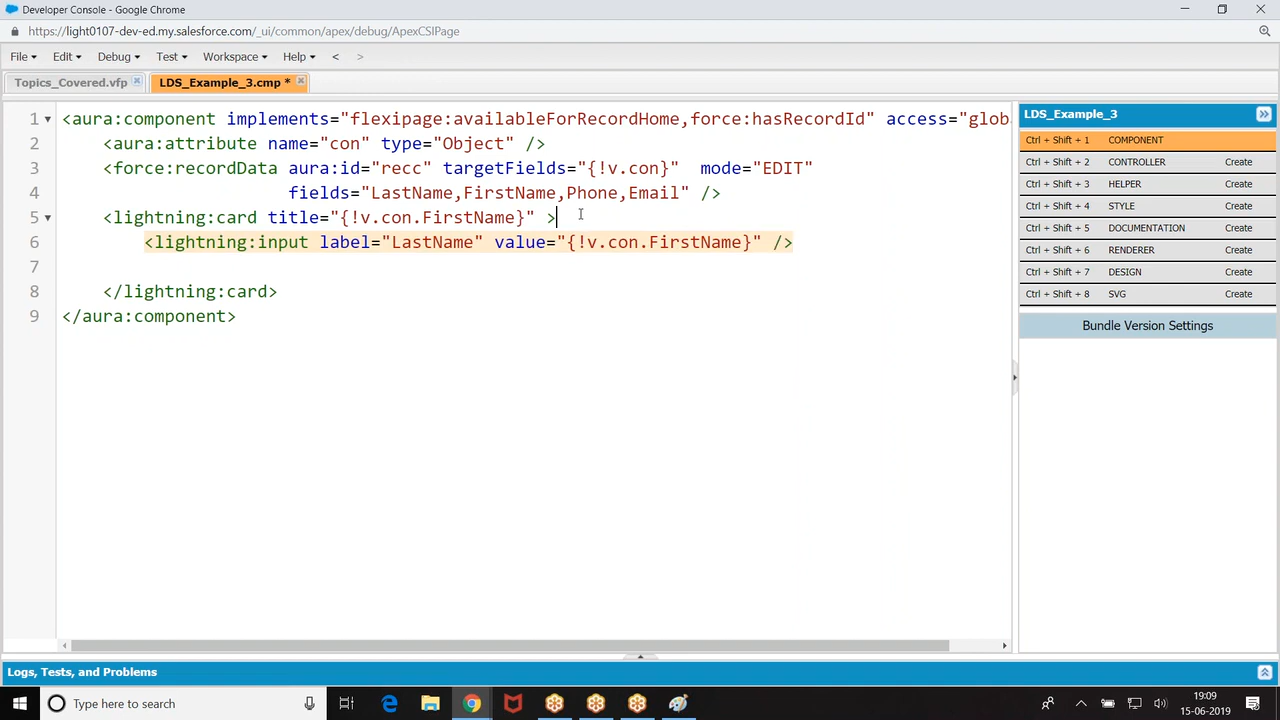 Developer Console - Google Chrome
https://light0107-dev-ed.my.salesforce.com/_ui/common/apex/debug/ApexCSIPage
File Edit Debug Test Workspace Help < >
Topics_Covered.vfp LDS_Example_3.cmp *
1 <aura:component implements="flexipage:availableForRecordHome,force:hasRecordId" access="globa
2 <aura:attribute name="con" type="Object" />
3 <force:recordData aura:id="recc" targetFields="{!v.con}" mode="EDIT"
4 fields="LastName,FirstName,Phone,Email" />
5 <lightning:card title="{!v.con.FirstName}" >
6 <lightning:input label="LastName" value="{!v.con.FirstName}" />
7
8 </lightning:card>
9 </aura:component>
LDS_Example_3
Ctrl + Shift + 1 COMPONENT
Ctrl + Shift + 2 CONTROLLER Create
Ctrl + Shift + 3 HELPER Create
Ctrl + Shift + 4 STYLE Create
Ctrl + Shift + 5 DOCUMENTATION Create
Ctrl + Shift + 6 RENDERER Create
Ctrl + Shift + 7 DESIGN Create
Ctrl + Shift + 8 SVG Create
Bundle Version Settings
Logs, Tests, and Problems
Type here to search
19:09
15-06-2019